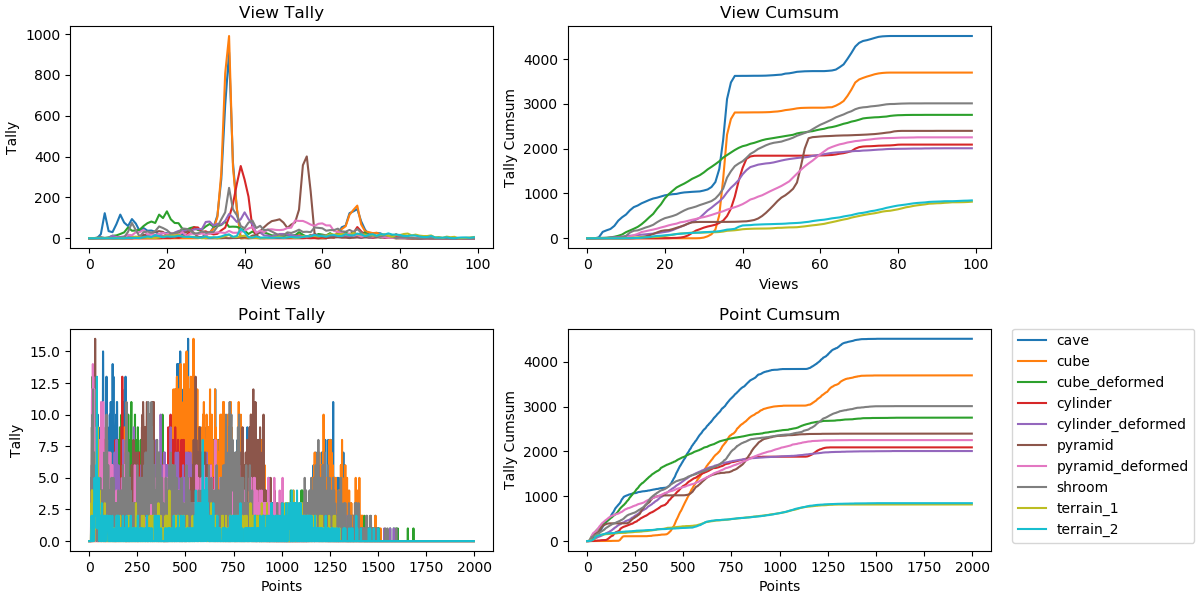 View Tally
1000
800
600
400
200
0
Tally
0 20 40 60 80 100
Views
View Cumsum
4000
3000
2000
1000
0
Tally Cumsum
0 20 40 60 80 100
Views
Point Tally
15.0
12.5
10.0
7.5
5.0
2.5
0.0
Tally
0 250 500 750 1000 1250 1500 1750 2000
Points
Point Cumsum
4000
3000
2000
1000
0
Tally Cumsum
0 250 500 750 1000 1250 1500 1750 2000
Points
cave
cube
cube_deformed
cylinder
cylinder_deformed
pyramid
pyramid_deformed
shroom
terrain_1
terrain_2